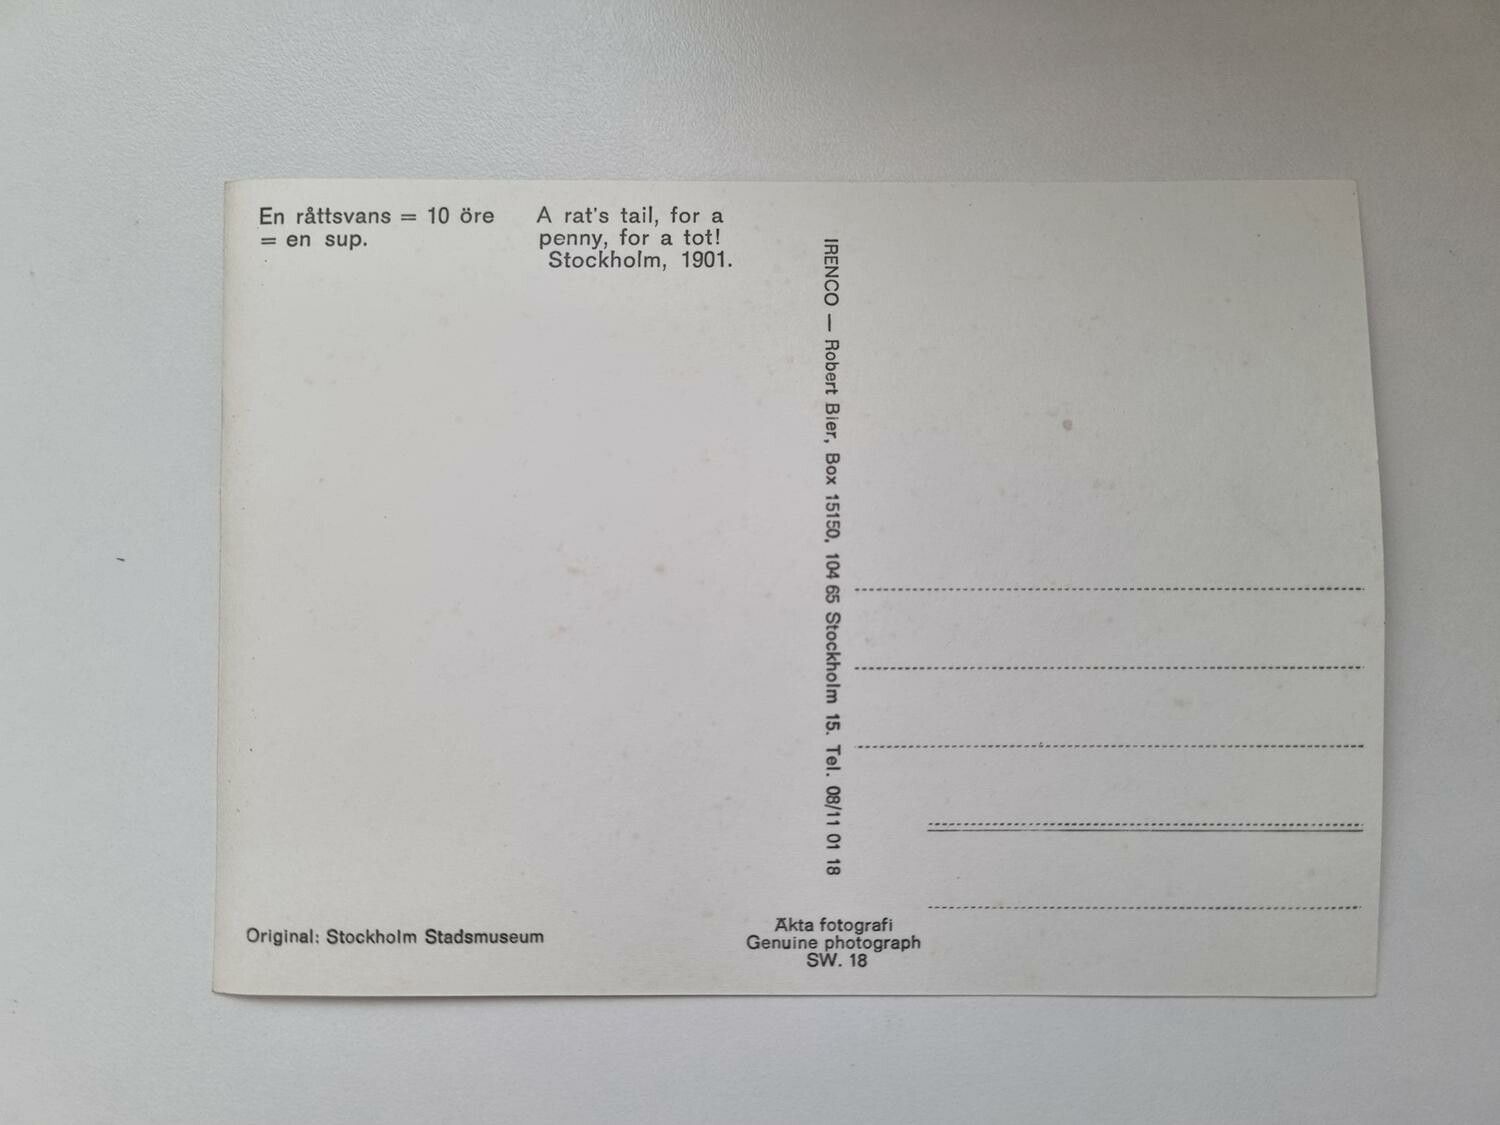 En råttsvans = 10 öre
= en sup.
A rat's tail, for a
penny, for a tot!
Stockholm, 1901.
IRENCO — Robert Bier, Box 15150, 104 65 Stockholm 15. Tel. 08/11 01 18
Original: Stockholm Stadsmuseum
Äkta fotografi
Genuine photograph
SW. 18